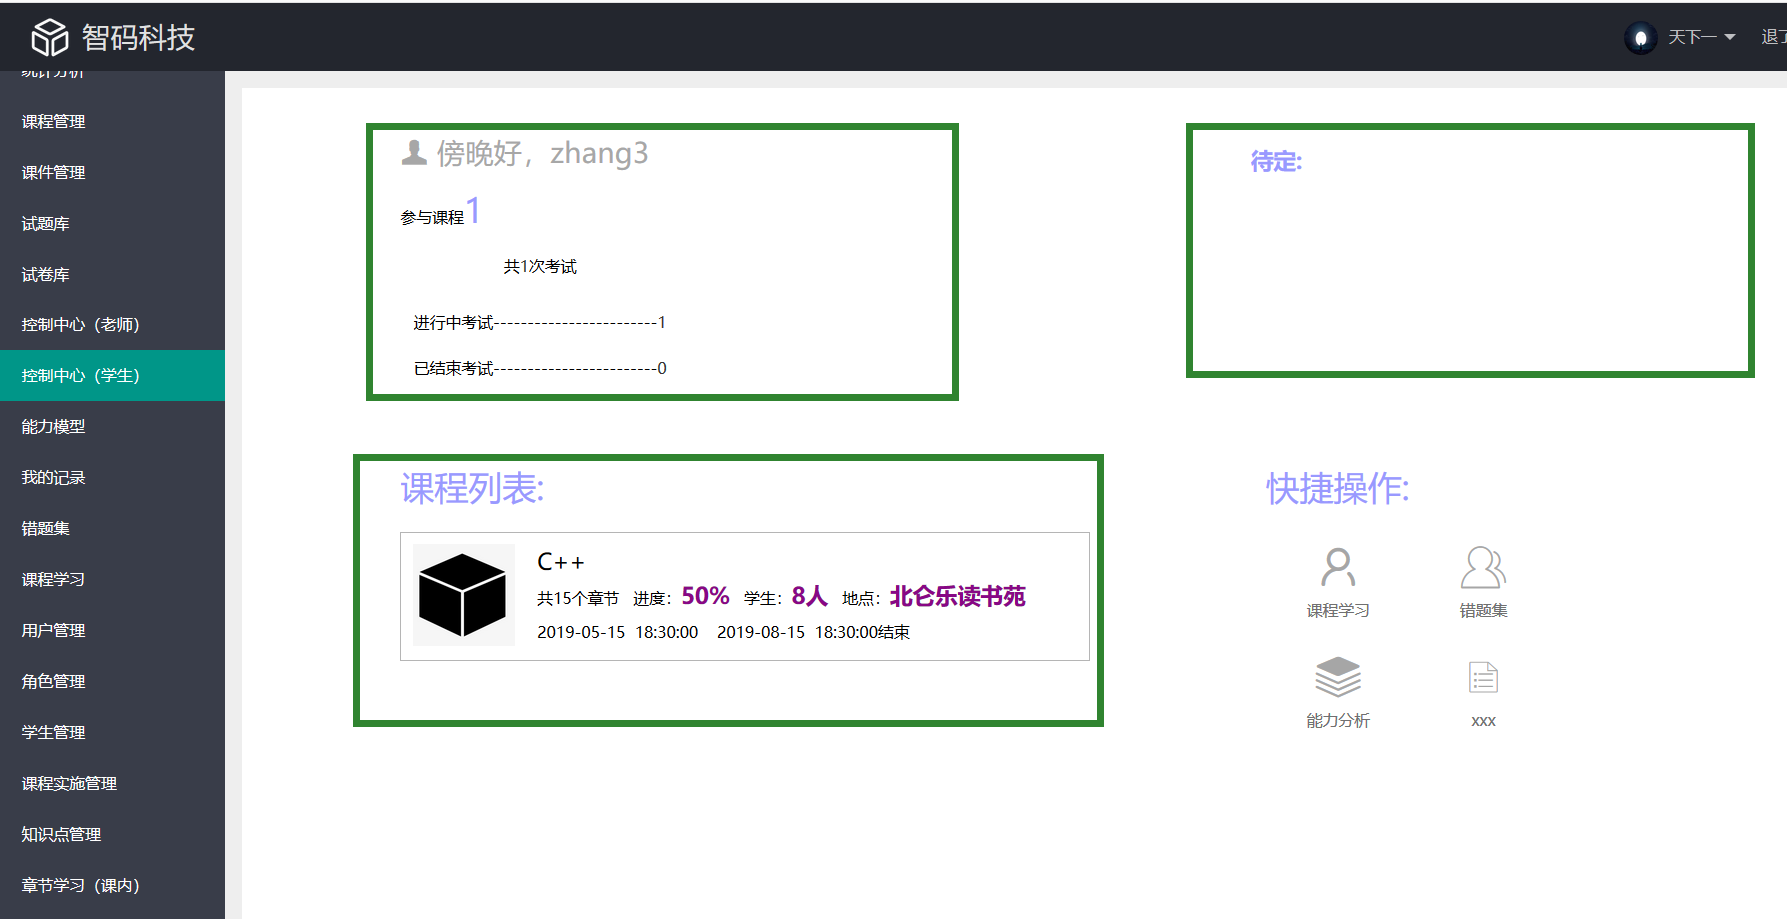 智码科技
天下一
统计分析
课程管理
课件管理
试题库
试卷库
控制中心（老师）
控制中心（学生）
能力模型
我的记录
错题集
课程学习
用户管理
角色管理
学生管理
课程实施管理
知识点管理
章节学习（课内）
傍晚好，zhang3
参与课程1
共1次考试
进行中考试------------------------1
已结束考试------------------------0
待定:
课程列表:
C++
共15个章节 进度：50% 学生：8人 地点：北仑乐读书苑
2019-05-15 18:30:00 2019-08-15 18:30:00结束
快捷操作:
课程学习
错题集
能力分析
xxx